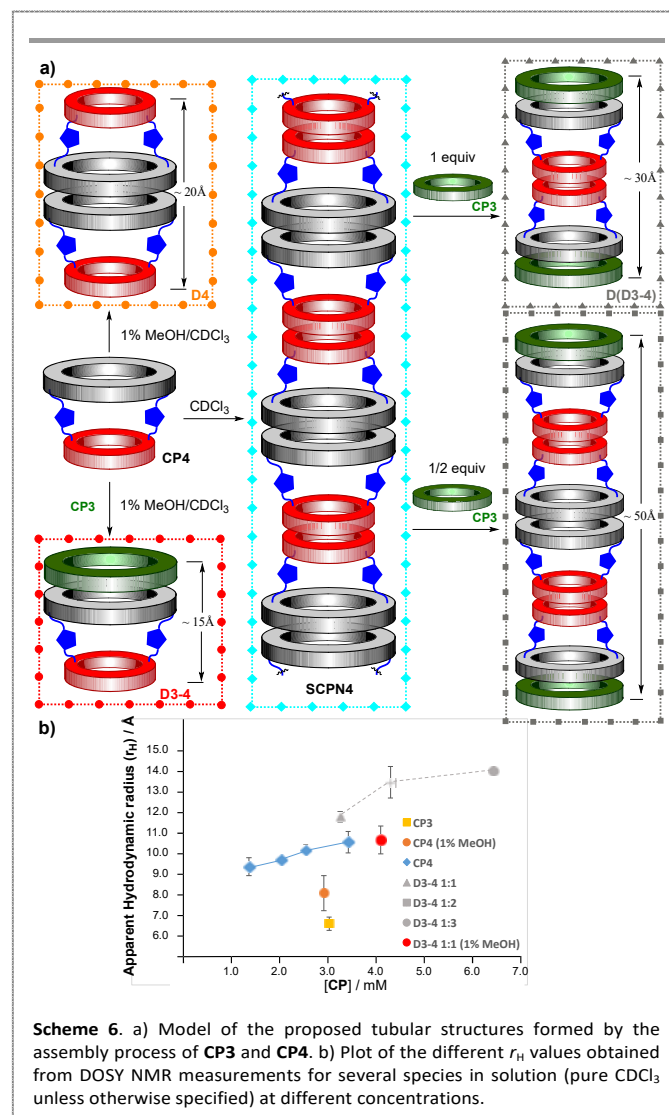 a)
~ 20Å
D4
1% MeOH/CDCl₃
CP4
CP3
1% MeOH/CDCl₃
~ 15Å
D3-4
CDCl₃
SCPN4
1 equiv
CP3
~ 30Å
D(D3-4)
1/2 equiv
CP3
~ 50Å
b)
Apparent Hydrodynamic radius (r_H) / A
15.0
14.0
13.0
12.0
11.0
10.0
9.0
8.0
7.0
6.0
1.0 2.0 3.0 4.0 5.0 6.0 7.0
[CP] / mM
CP3
CP4 (1% MeOH)
CP4
D3-4 1:1
D3-4 1:2
D3-4 1:3
D3-4 1:1 (1% MeOH)
Scheme 6. a) Model of the proposed tubular structures formed by the
assembly process of CP3 and CP4. b) Plot of the different r_H values obtained
from DOSY NMR measurements for several species in solution (pure CDCl₃
unless otherwise specified) at different concentrations.